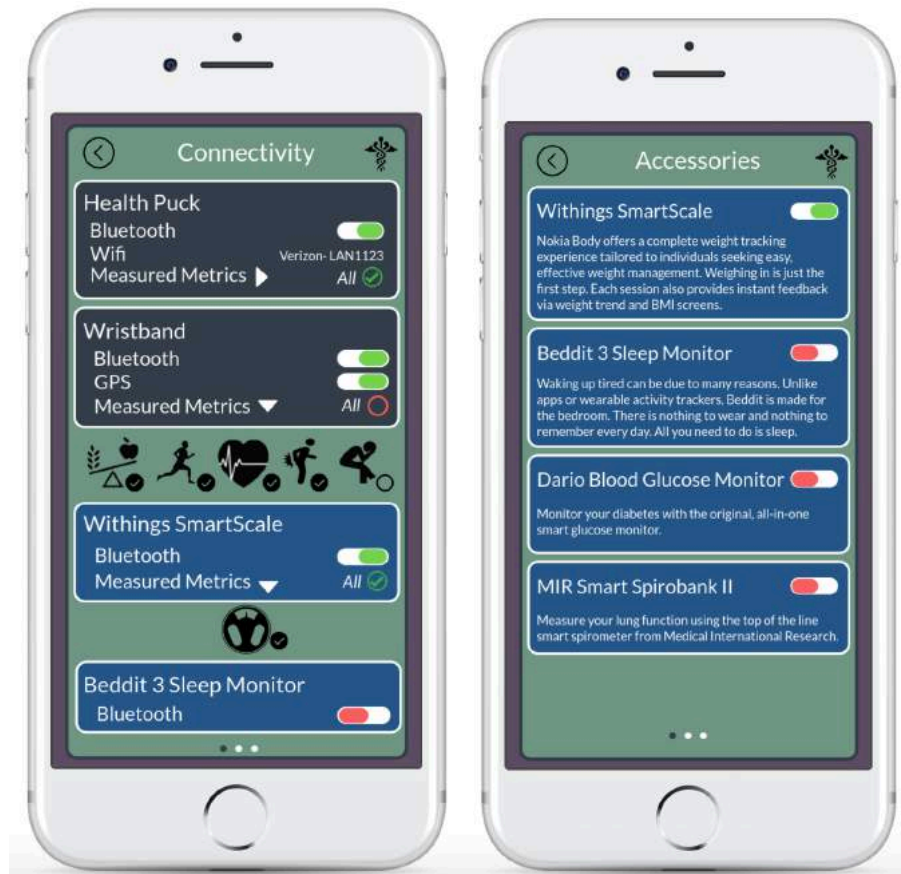 Connectivity
Health Puck
Bluetooth
Wifi Verizon- LAN1123
Measured Metrics All
Wristband
Bluetooth
GPS
Measured Metrics All
Withings SmartScale
Bluetooth
Measured Metrics All
Beddit 3 Sleep Monitor
Bluetooth
Accessories
Withings SmartScale
Nokia Body offers a complete weight tracking
experience tailored to individuals seeking easy,
effective weight management. Weighing in is just the
first step. Each session also provides instant feedback
via weight trend and BMI screens.
Beddit 3 Sleep Monitor
Waking up tired can be due to many reasons. Unlike
apps or wearable activity trackers, Beddit is made for
the bedroom. There is nothing to wear and nothing to
remember every day. All you need to do is sleep.
Dario Blood Glucose Monitor
Monitor your diabetes with the original, all-in-one
smart glucose monitor.
MIR Smart Spirobank II
Measure your lung function using the top of the line
smart spirometer from Medical International Research.